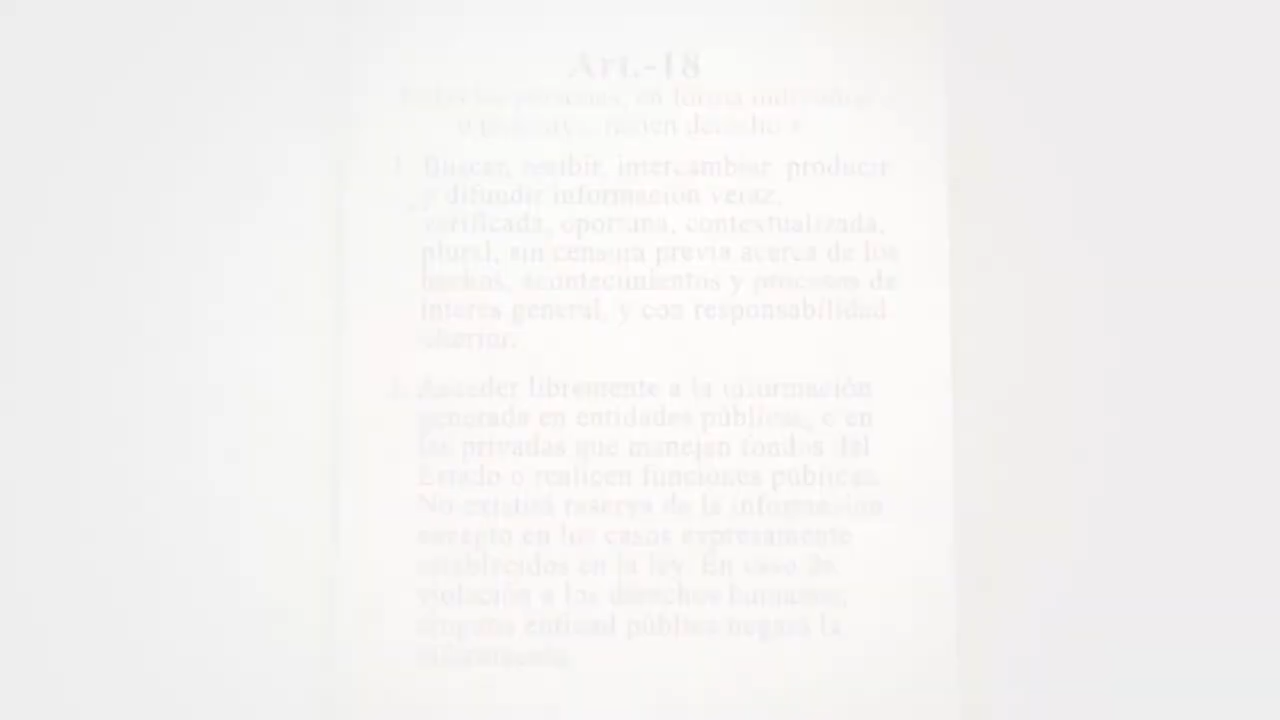 Art.-18
Todas las personas, en forma individual o
o colectiva, tienen derecho a:
1. Buscar, recibir, intercambiar, producir
y difundir información veraz,
verificada, oportuna, contextualizada,
plural, sin censura previa acerca de los
hechos, acontecimientos y procesos de
interés general, y con responsabilidad
ulterior.
2. Acceder libremente a la información
generada en entidades públicas, o en
las privadas que manejen fondos del
Estado o realicen funciones públicas.
No existirá reserva de la información
excepto en los casos expresamente
establecidos en la ley. En caso de
violación a los derechos humanos,
ninguna entidad pública negará la
información.